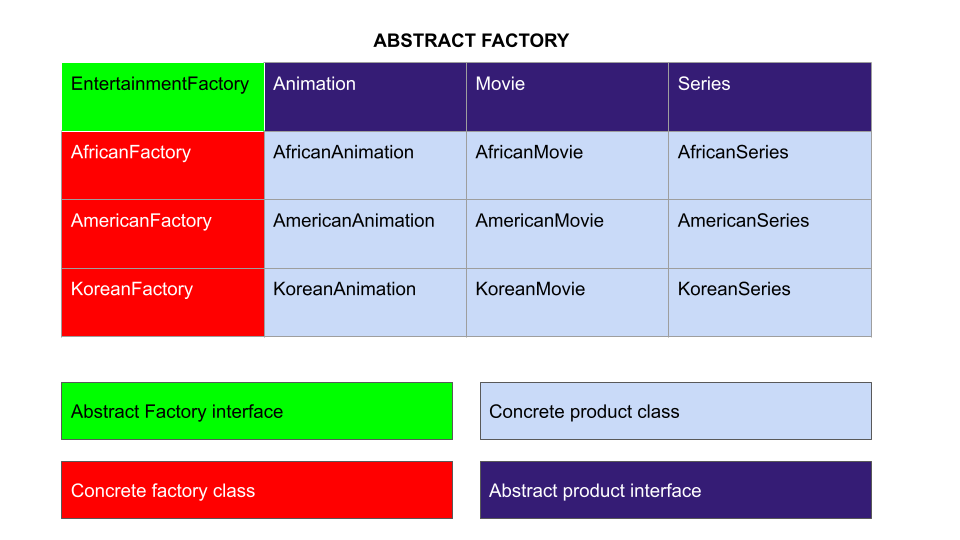 ABSTRACT FACTORY
EntertainmentFactory Animation Movie Series
AfricanFactory AfricanAnimation AfricanMovie AfricanSeries
AmericanFactory AmericanAnimation AmericanMovie AmericanSeries
KoreanFactory KoreanAnimation KoreanMovie KoreanSeries
Abstract Factory interface Concrete product class
Concrete factory class Abstract product interface